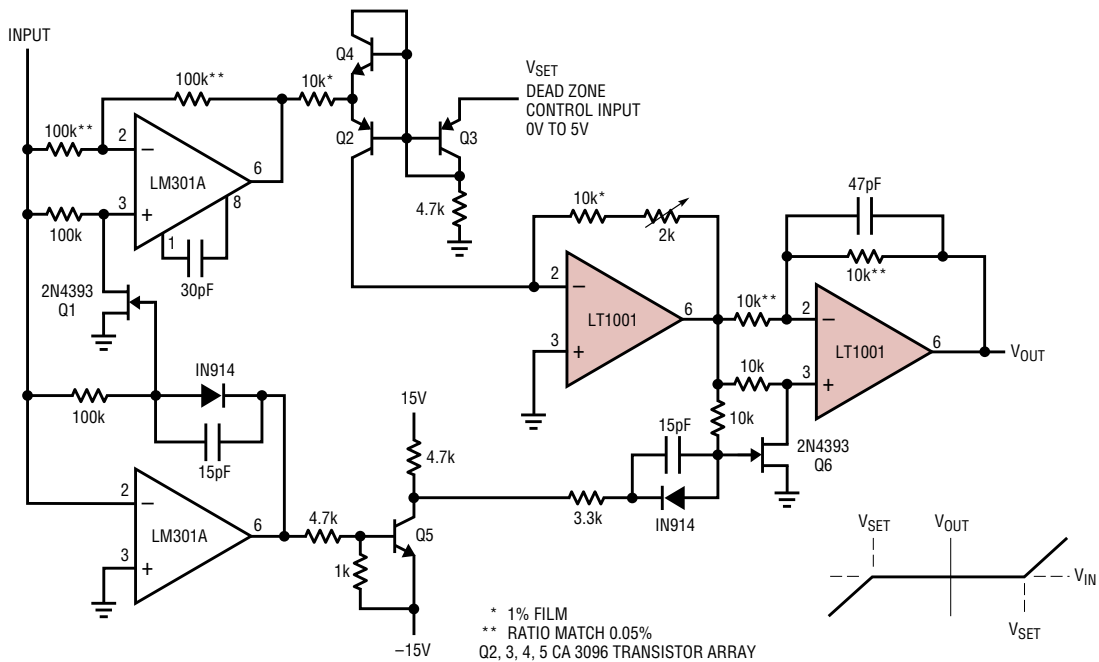 INPUT
100k**
100k**
2
–
LM301A
6
3
+
8
1
100k
30pF
2N4393
Q1
10k*
Q4
Q2
Q3
VSET
DEAD ZONE
CONTROL INPUT
0V TO 5V
4.7k
10k*
2k
2
–
LT1001
6
3
+
47pF
10k**
10k**
2
–
LT1001
6
3
+
VOUT
10k
10k
2N4393
Q6
15pF
IN914
3.3k
IN914
100k
15pF
2
–
LM301A
6
3
+
4.7k
1k
15V
4.7k
Q5
–15V
VSET
VOUT
VIN
VSET
* 1% FILM
** RATIO MATCH 0.05%
Q2, 3, 4, 5 CA 3096 TRANSISTOR ARRAY